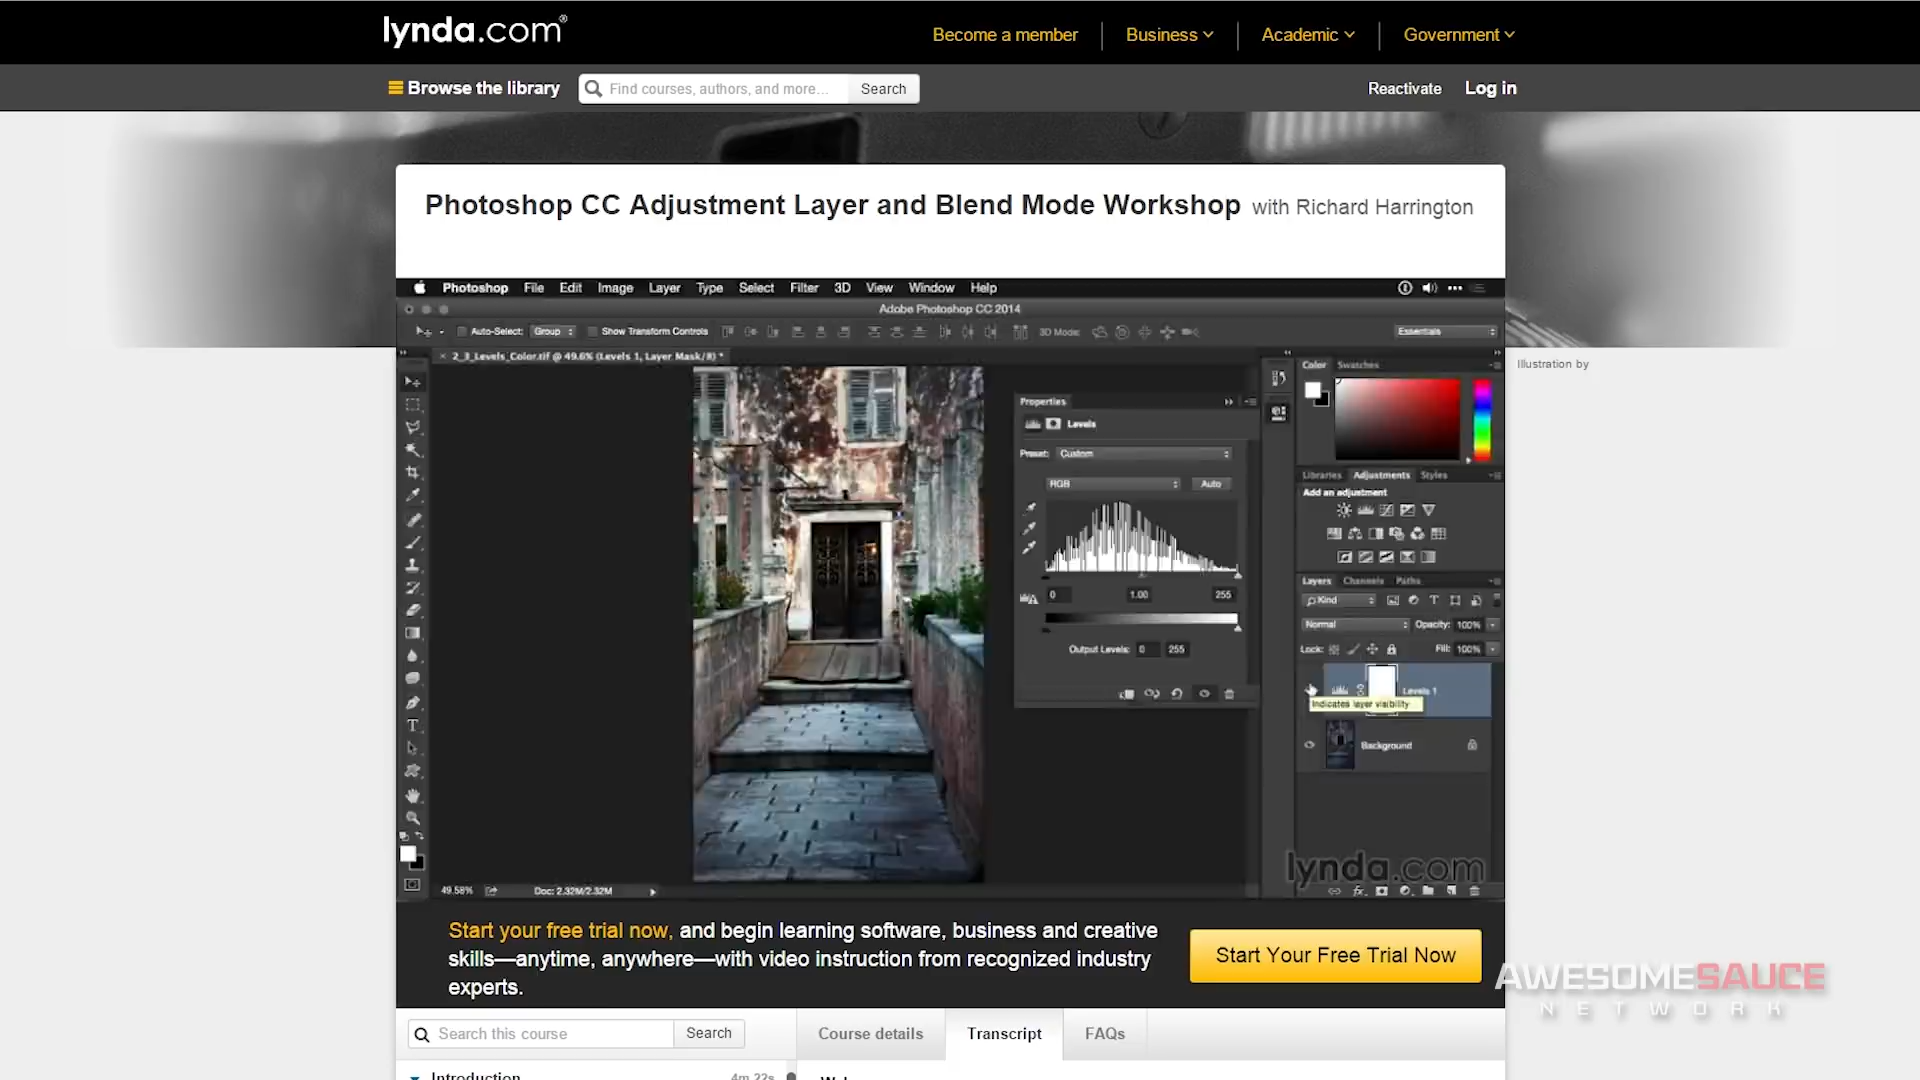 lynda.com®
Become a member
Business
Academic
Government
Browse the library
Find courses, authors, and more...
Search
Reactivate
Log in
Photoshop CC Adjustment Layer and Blend Mode Workshop with Richard Harrington
Photoshop File Edit Image Layer Type Select Filter 3D View Window Help
Adobe Photoshop CC 2014
Auto-Select: Group Show Transform Controls 3D Mode: Essentials
× 2_3_Levels_Color.tif @ 49.6% (Levels 1, Layer Mask/8) *
Illustration by
Color Swatches
Properties
Levels
Preset: Custom
RGB Auto
0 1.00 255
Output Levels: 0 255
Libraries Adjustments Styles
Add an adjustment
Layers Channels Paths
Kind
Normal Opacity: 100%
Lock: Fill: 100%
Levels 1
Indicates layer visibility
Background
lynda.com
49.58% Doc: 2.32M/2.32M
Start your free trial now, and begin learning software, business and creative
skills—anytime, anywhere—with video instruction from recognized industry
experts.
Start Your Free Trial Now
AWESOMESAUCE
NETWORK
Search this course
Search
Course details
Transcript
FAQs
Introduction
4m 22s